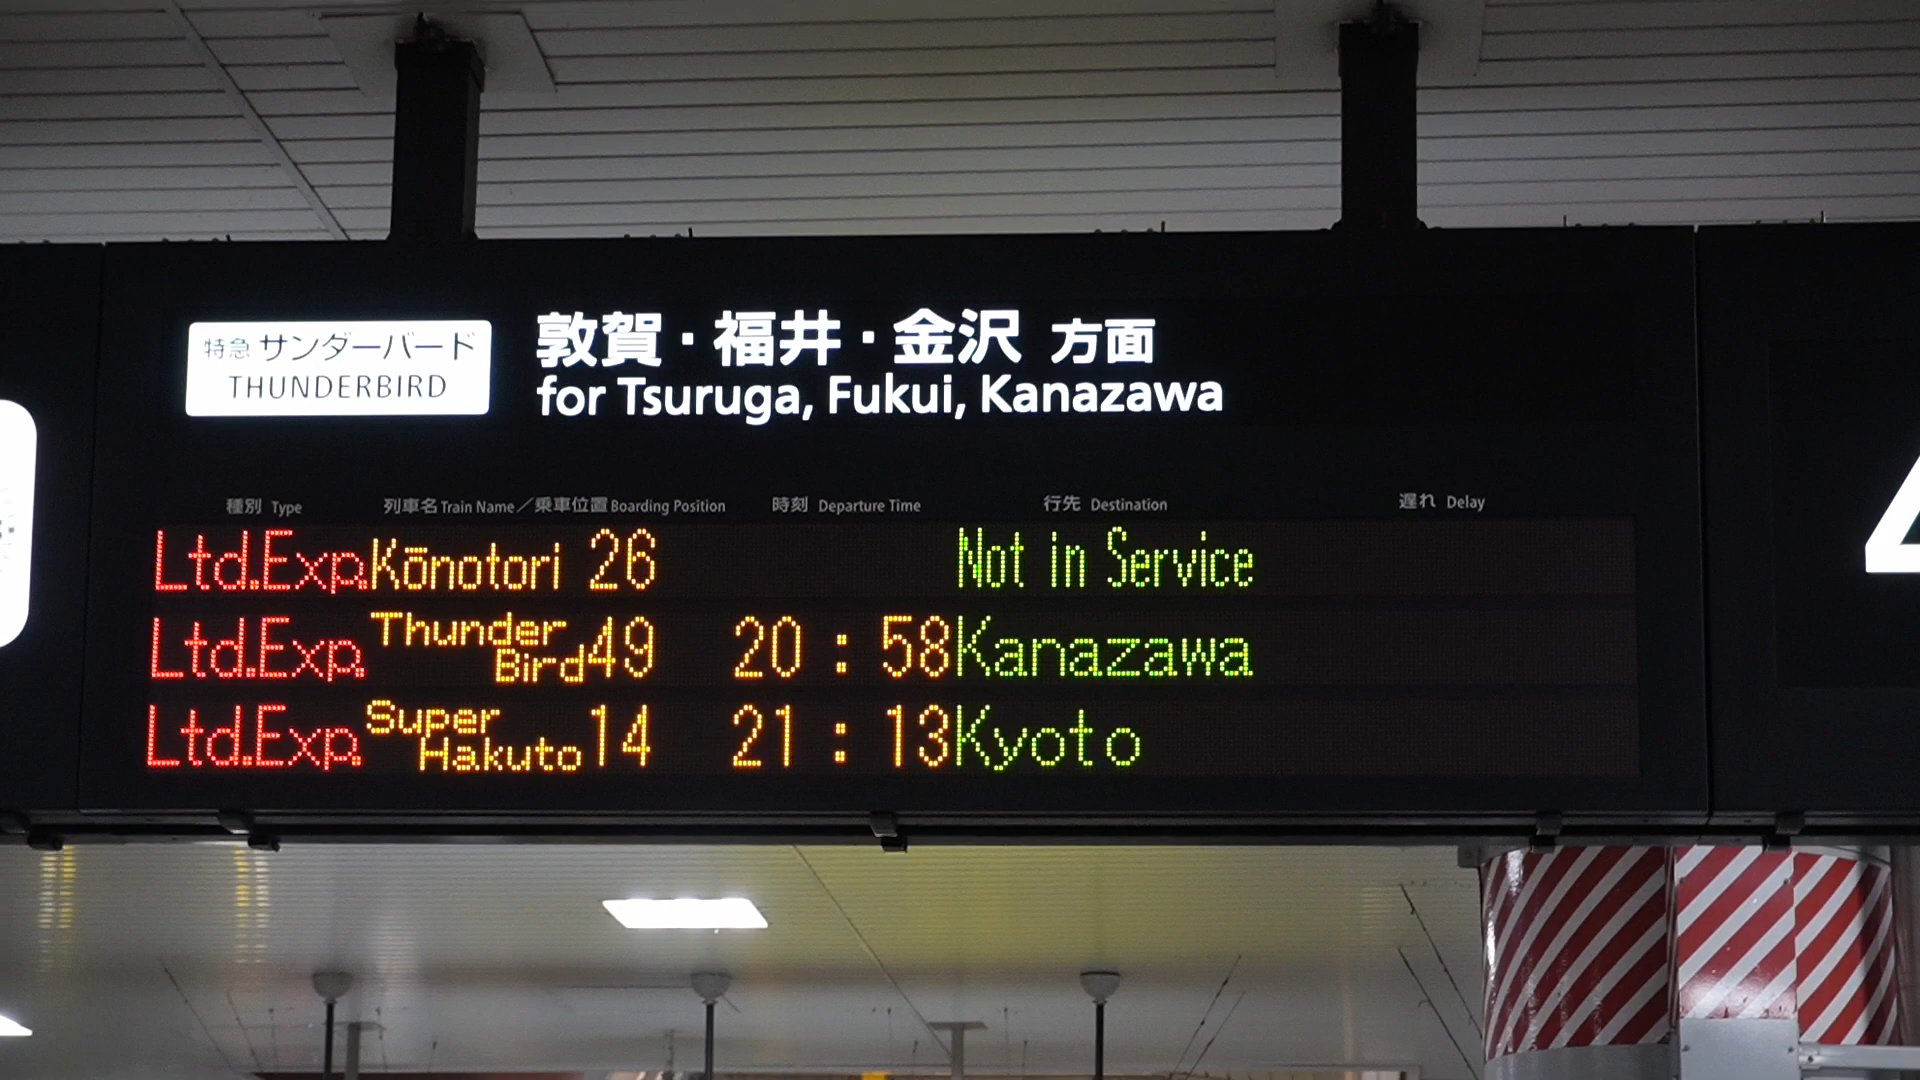 特急 サンダーバード
THUNDERBIRD
敦賀・福井・金沢 方面
for Tsuruga, Fukui, Kanazawa
種別 Type 列車名 Train Name／乗車位置 Boarding Position 時刻 Departure Time 行先 Destination 遅れ Delay
Ltd.Exp. Kōnotori 26 Not in Service
Ltd.Exp. Thunder Bird 49 20:58 Kanazawa
Ltd.Exp. Super Hakuto 14 21:13 Kyoto